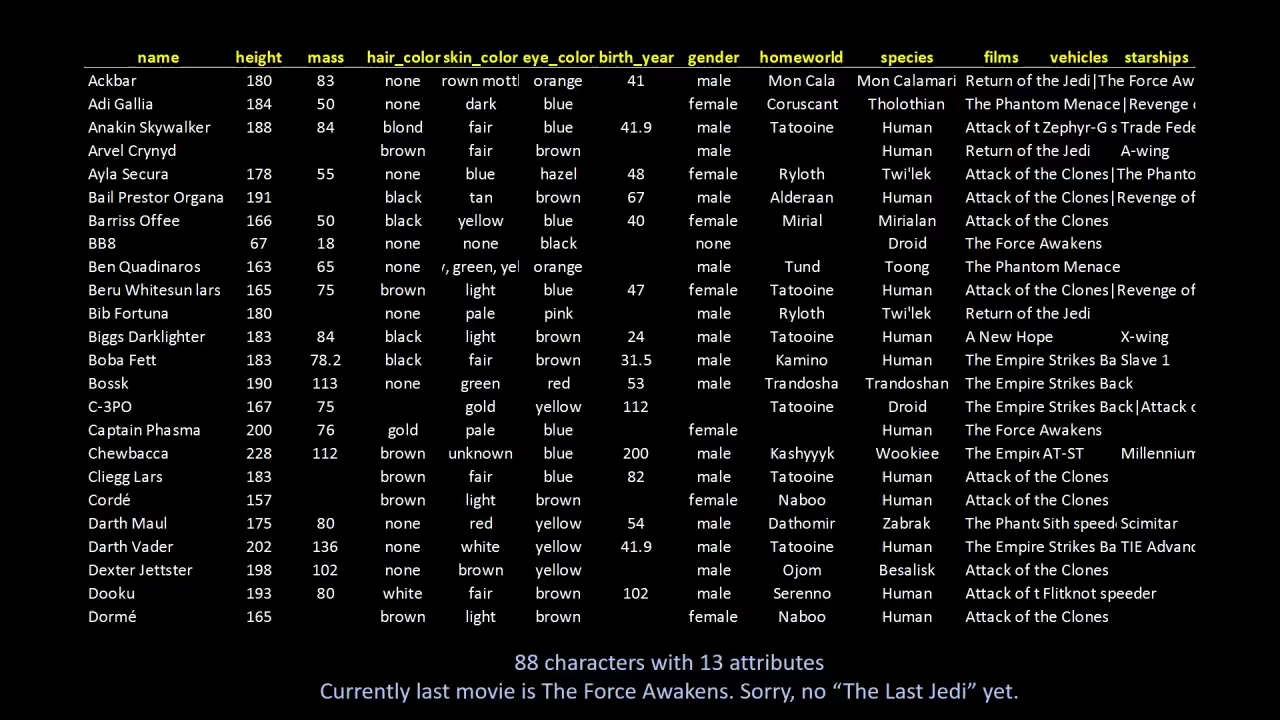 name height mass hair_color skin_color eye_color birth_year gender homeworld species films vehicles starships
Ackbar 180 83 none rown mottl orange 41 male Mon Cala Mon Calamari Return of the Jedi|The Force Aw
Adi Gallia 184 50 none dark blue female Coruscant Tholothian The Phantom Menace|Revenge
Anakin Skywalker 188 84 blond fair blue 41.9 male Tatooine Human Attack of t Zephyr-G s Trade Fede
Arvel Crynyd brown fair brown male Human Return of the Jedi A-wing
Ayla Secura 178 55 none blue hazel 48 female Ryloth Twi'lek Attack of the Clones|The Phanto
Bail Prestor Organa 191 black tan brown 67 male Alderaan Human Attack of the Clones|Revenge of
Barriss Offee 166 50 black yellow blue 40 female Mirial Mirialan Attack of the Clones
BB8 67 18 none none black none Droid The Force Awakens
Ben Quadinaros 163 65 none , green, yel orange male Tund Toong The Phantom Menace
Beru Whitesun lars 165 75 brown light blue 47 female Tatooine Human Attack of the Clones|Revenge of
Bib Fortuna 180 none pale pink male Ryloth Twi'lek Return of the Jedi
Biggs Darklighter 183 84 black light brown 24 male Tatooine Human A New Hope X-wing
Boba Fett 183 78.2 black fair brown 31.5 male Kamino Human The Empire Strikes Ba Slave 1
Bossk 190 113 none green red 53 male Trandosha Trandoshan The Empire Strikes Back
C-3PO 167 75 gold yellow 112 Tatooine Droid The Empire Strikes Back|Attack
Captain Phasma 200 76 gold pale blue female Human The Force Awakens
Chewbacca 228 112 brown unknown blue 200 male Kashyyyk Wookiee The Empir AT-ST Millennium
Cliegg Lars 183 brown fair blue 82 male Tatooine Human Attack of the Clones
Cordé 157 brown light brown female Naboo Human Attack of the Clones
Darth Maul 175 80 none red yellow 54 male Dathomir Zabrak The Phant Sith speed Scimitar
Darth Vader 202 136 none white yellow 41.9 male Tatooine Human The Empire Strikes Ba TIE Advanc
Dexter Jettster 198 102 none brown yellow male Ojom Besalisk Attack of the Clones
Dooku 193 80 white fair brown 102 male Serenno Human Attack of t Flitknot speeder
Dormé 165 brown light brown female Naboo Human Attack of the Clones
88 characters with 13 attributes
Currently last movie is The Force Awakens. Sorry, no “The Last Jedi” yet.